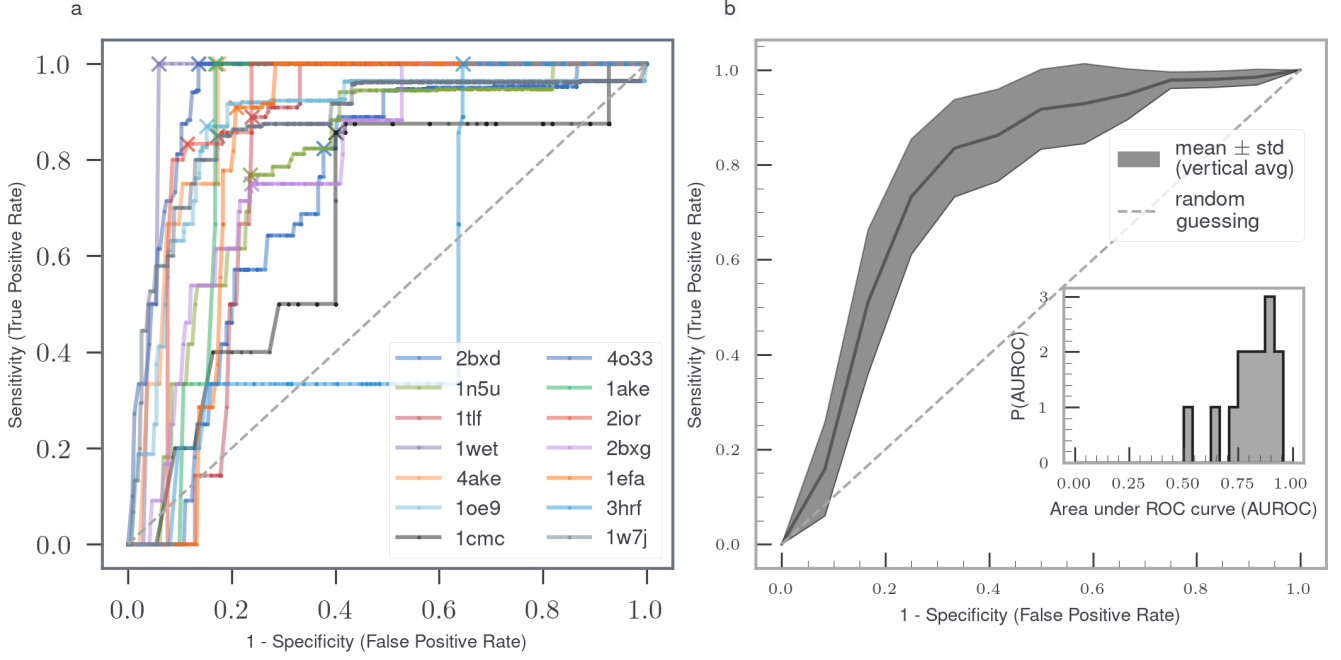 a
Sensitivity (True Positive Rate)
1.0
0.8
0.6
0.4
0.2
0.0
0.0 0.2 0.4 0.6 0.8 1.0
1 - Specificity (False Positive Rate)
2bxd 4o33
1n5u 1ake
1tlf 2ior
1wet 2bxg
4ake 1efa
1oe9 3hrf
1cmc 1w7j
b
Sensitivity (True Positive Rate)
1.0
0.8
0.6
0.4
0.2
0.0
0.0 0.2 0.4 0.6 0.8 1.0
1 - Specificity (False Positive Rate)
mean ± std
(vertical avg)
random
guessing
P(AUROC)
3
2
1
0
0.00 0.25 0.50 0.75 1.00
Area under ROC curve (AUROC)